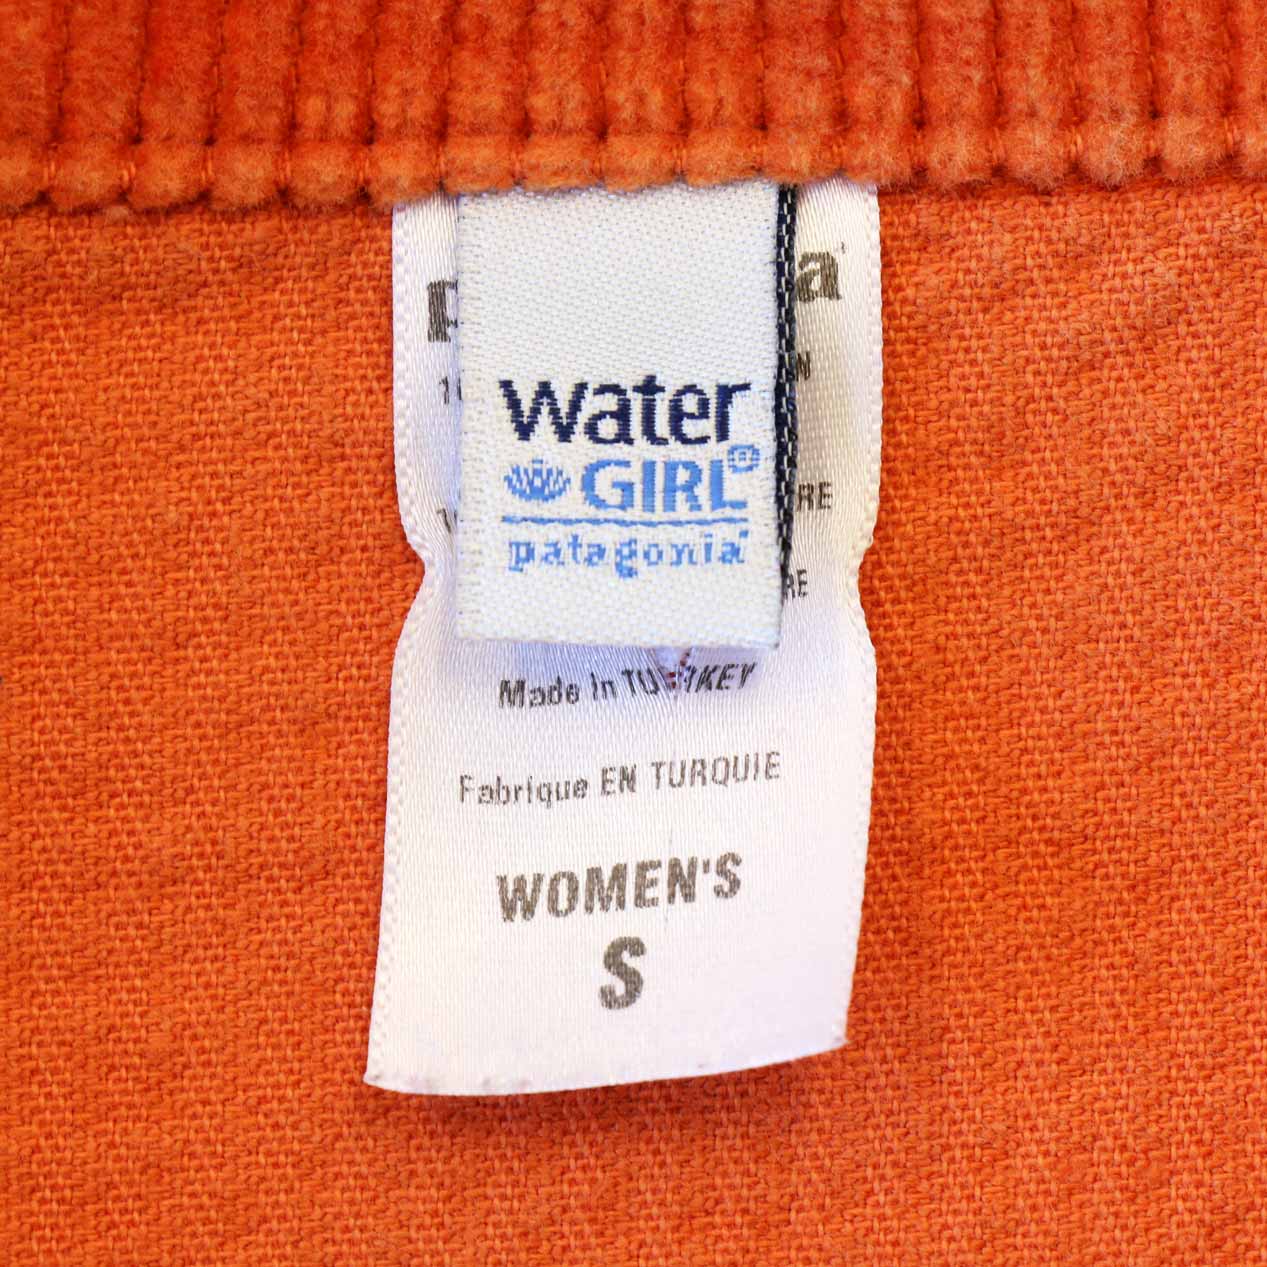 water
GIRL®
patagonia
Made in TURKEY
Fabrique EN TURQUIE
WOMEN'S
S